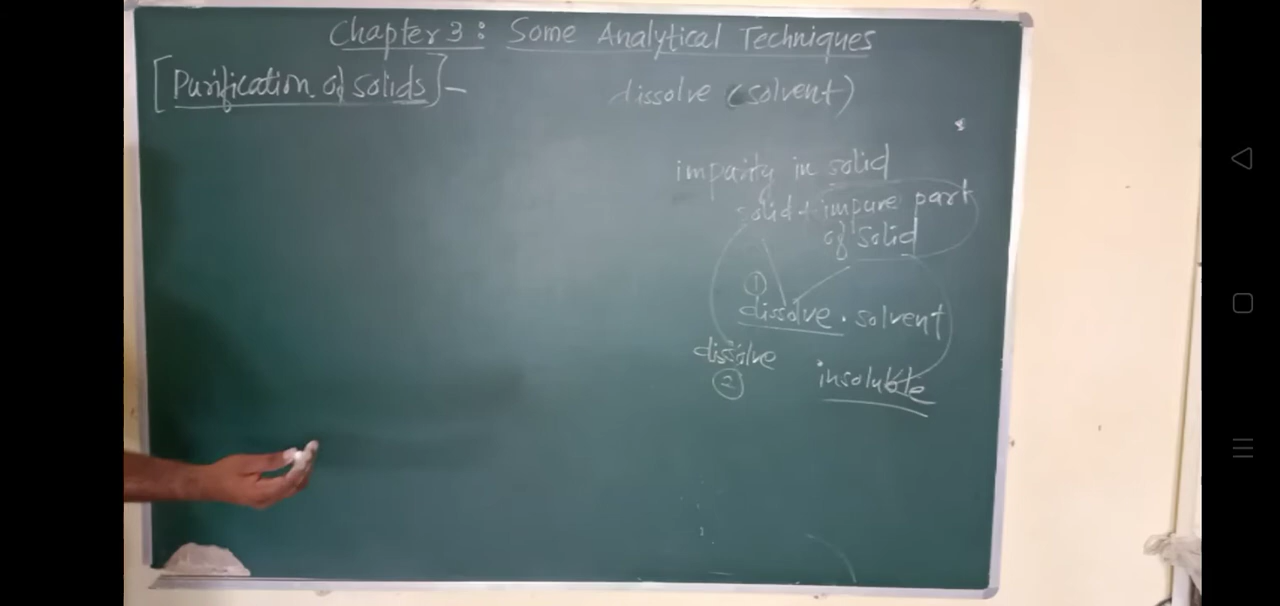 Chapter 3 : Some Analytical Techniques
[Purification of solids] -
dissolve (solvent)
impurity in solid
solid + impure part
of solid
①
dissolve . solvent
dissolve
②
insoluble